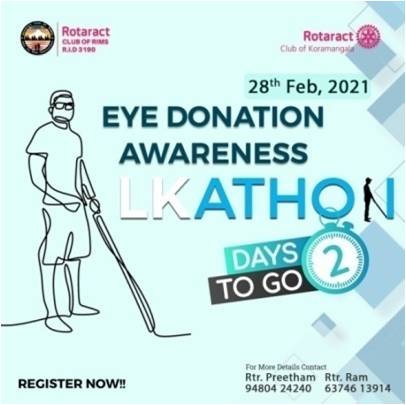 Rotaract
CLUB OF RIMS
R.I.D 3190
Rotaract
Club of Koramangala
28th Feb, 2021
EYE DONATION
AWARENESS
LKATHON
DAYS
TO GO
2
For More Details Contact
Rtr. Preetham Rtr. Ram
94804 24240 63746 13914
REGISTER NOW!!